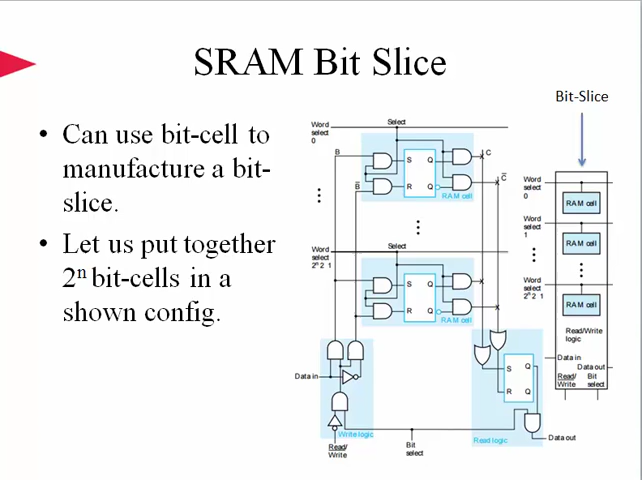 SRAM Bit Slice
• Can use bit-cell to
manufacture a bit-
slice.
• Let us put together
2ⁿ bit-cells in a
shown config.
Bit-Slice
Word
select
0
Select
B
S Q
C
B̅
R Q
C̅
RAM cell
Word
select
2ⁿ 2 1
Select
S Q
R Q
RAM cell
Data in
Write logic
Read/
Write
Bit
select
S Q
R Q
Read logic
Data out
Word
select
0
RAM cell
Word
select
1
RAM cell
Word
select
2ⁿ 2 1
RAM cell
Read/Write
logic
Data in
Data out
Read/
Write
Bit
select